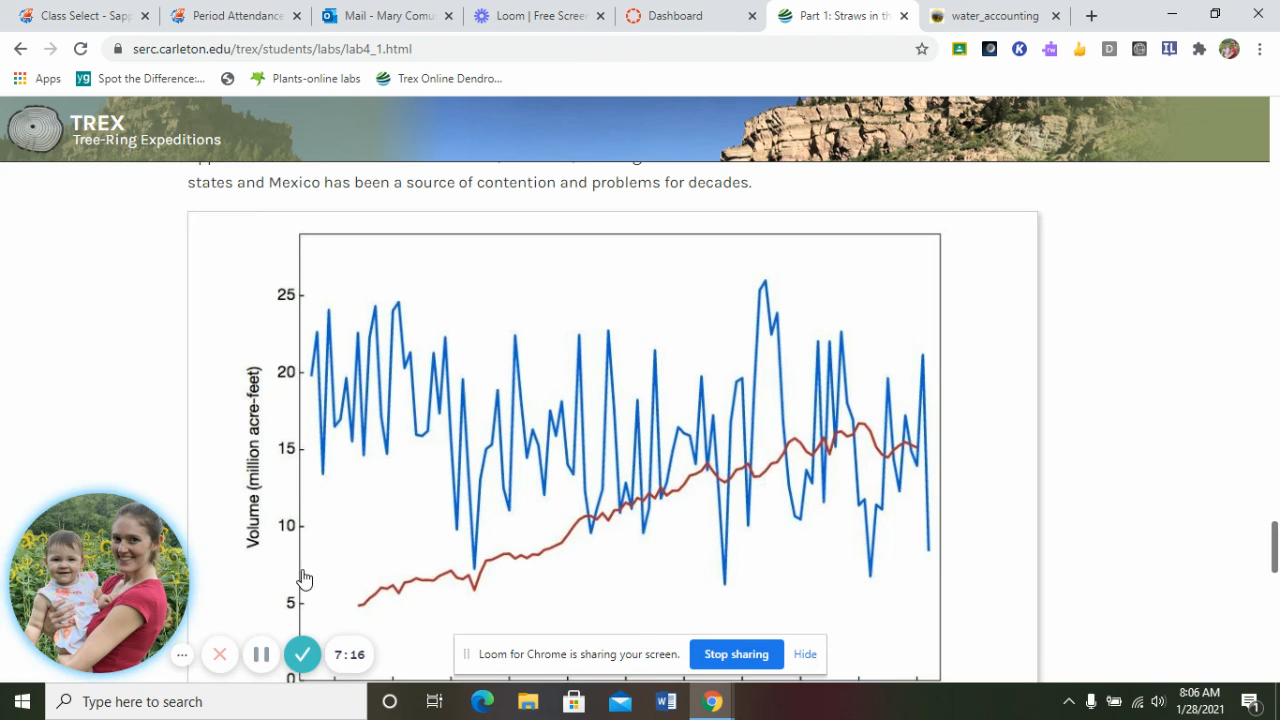 Class Select - Sapp
Period Attendance
Mail - Mary Comu
Loom | Free Scree
Dashboard
Part 1: Straws in th
water_accounting
serc.carleton.edu/trex/students/labs/lab4_1.html
Apps
Spot the Difference:...
Plants-online labs
Trex Online Dendro...
TREX
Tree-Ring Expeditions
states and Mexico has been a source of contention and problems for decades.
Volume (million acre-feet)
25
20
15
10
5
0
7:16
Loom for Chrome is sharing your screen.
Stop sharing
Hide
Type here to search
8:06 AM
1/28/2021